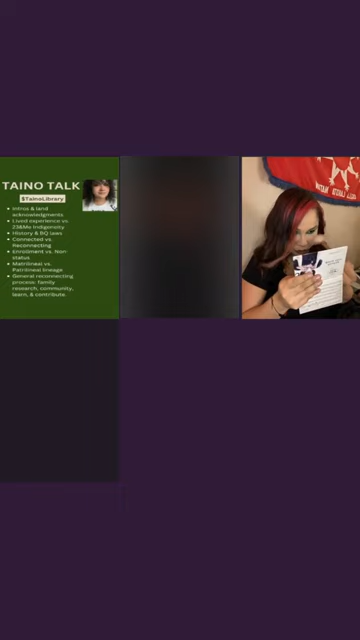 TAINO TALK
$TainoLibrary
• Intros & land
acknowledgments
• Lived experience vs.
23&Me Indigeneity
• History & BQ laws
• Connected vs.
Reconnecting
• Enrollment vs. Non-
status
• Matrilineal vs.
Patrilineal lineage
• General reconnecting
process: family
research, community,
learn, & contribute.